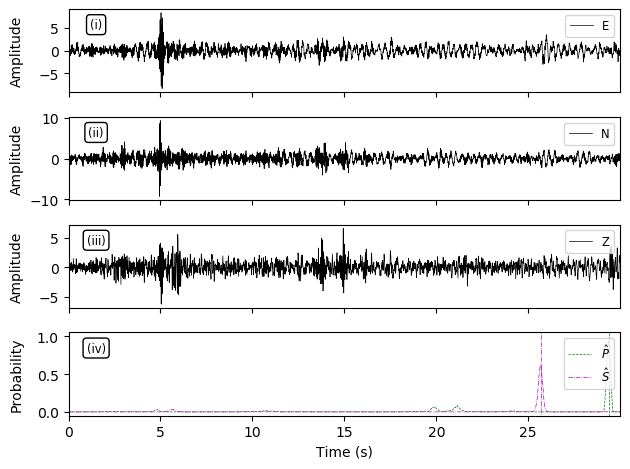 (i)
E
Amplitude
5
0
−5
(ii)
N
Amplitude
10
0
−10
(iii)
Z
Amplitude
5
0
−5
(iv)
P̂
Ŝ
Probability
1.0
0.5
0.0
0 5 10 15 20 25
Time (s)